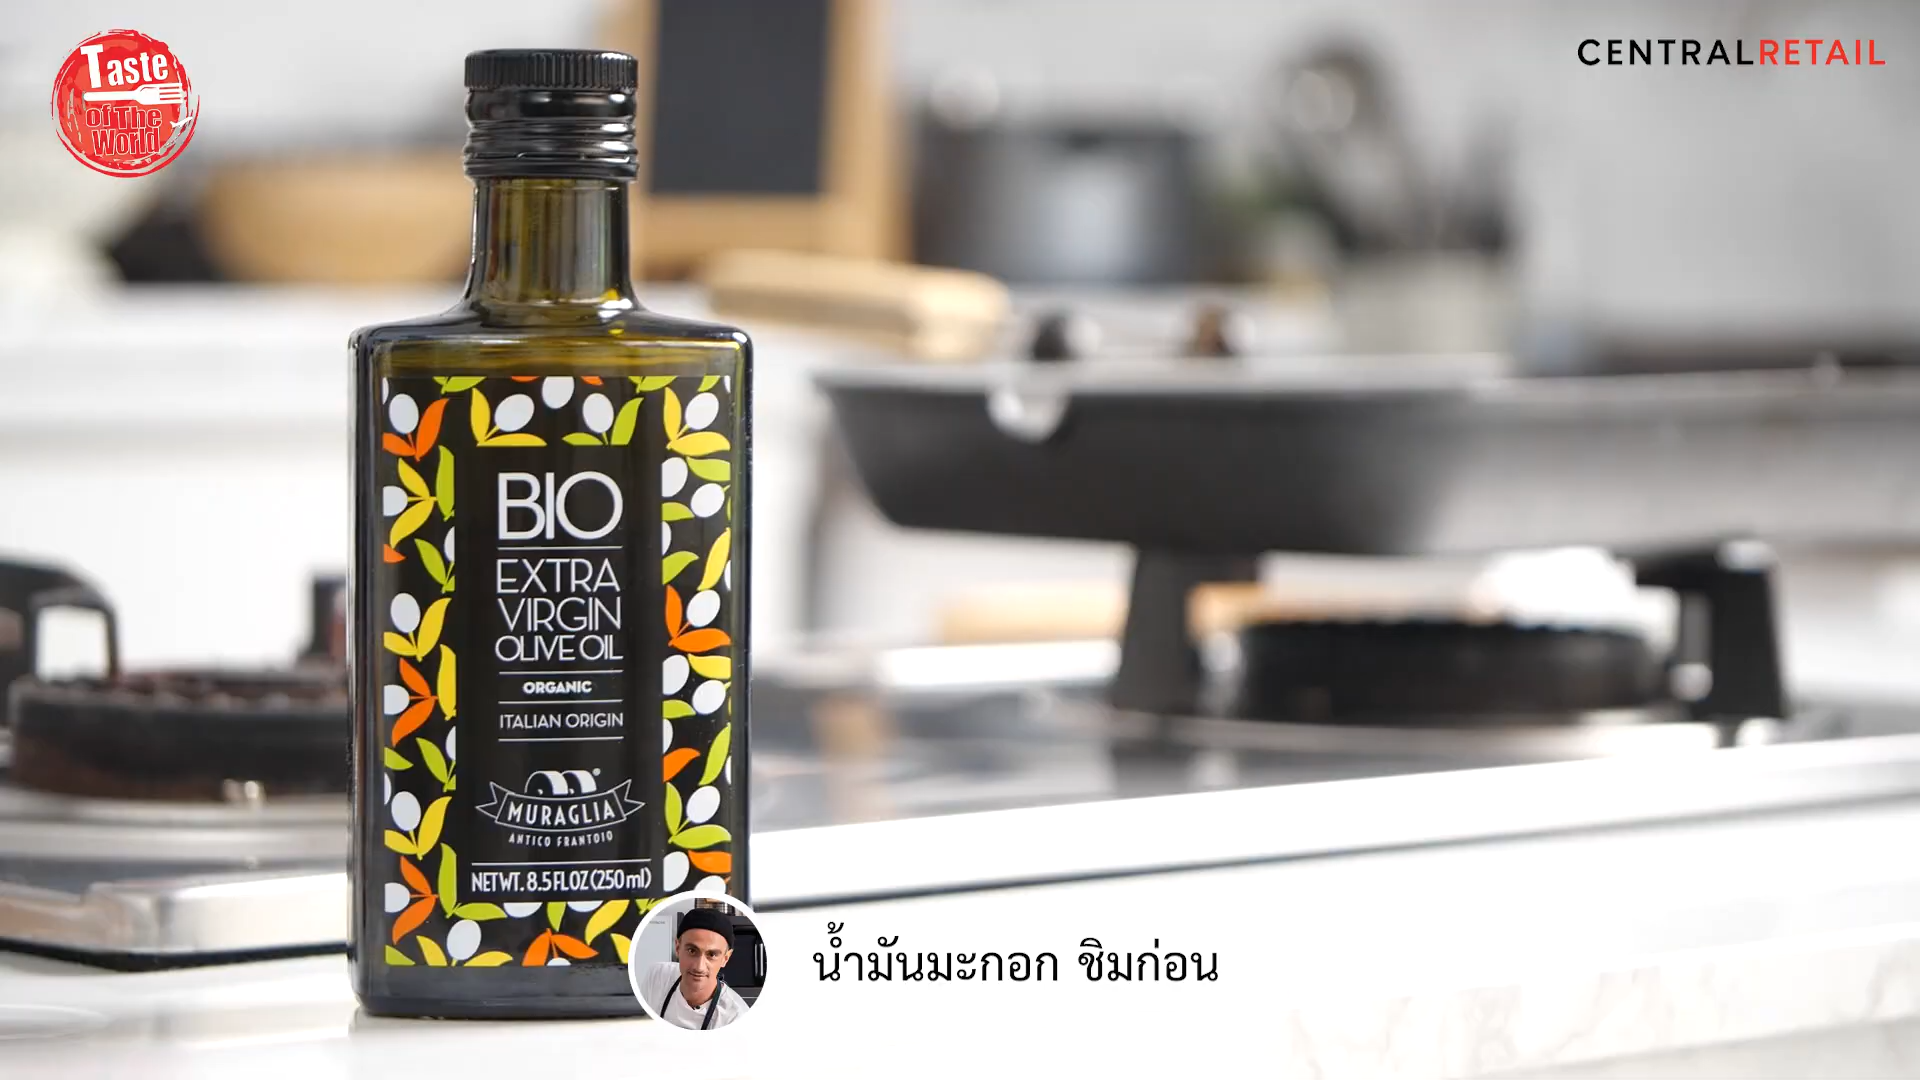 Taste
of The
World
CENTRALRETAIL
BIO
EXTRA
VIRGIN
OLIVE OIL
ORGANIC
ITALIAN ORIGIN
MURAGLIA
ANTICO FRANTOIO
NET WT. 8.5 FL OZ (250 ml)
น้ำมันมะกอก ชิมก่อน